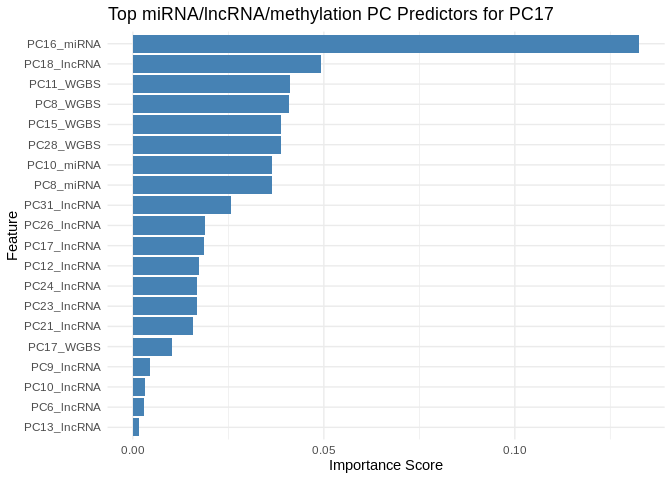 Top miRNA/lncRNA/methylation PC Predictors for PC17
Feature
PC16_miRNA
PC18_lncRNA
PC11_WGBS
PC8_WGBS
PC15_WGBS
PC28_WGBS
PC10_miRNA
PC8_miRNA
PC31_lncRNA
PC26_lncRNA
PC17_lncRNA
PC12_lncRNA
PC24_lncRNA
PC23_lncRNA
PC21_lncRNA
PC17_WGBS
PC9_lncRNA
PC10_lncRNA
PC6_lncRNA
PC13_lncRNA
0.00 0.05 0.10
Importance Score